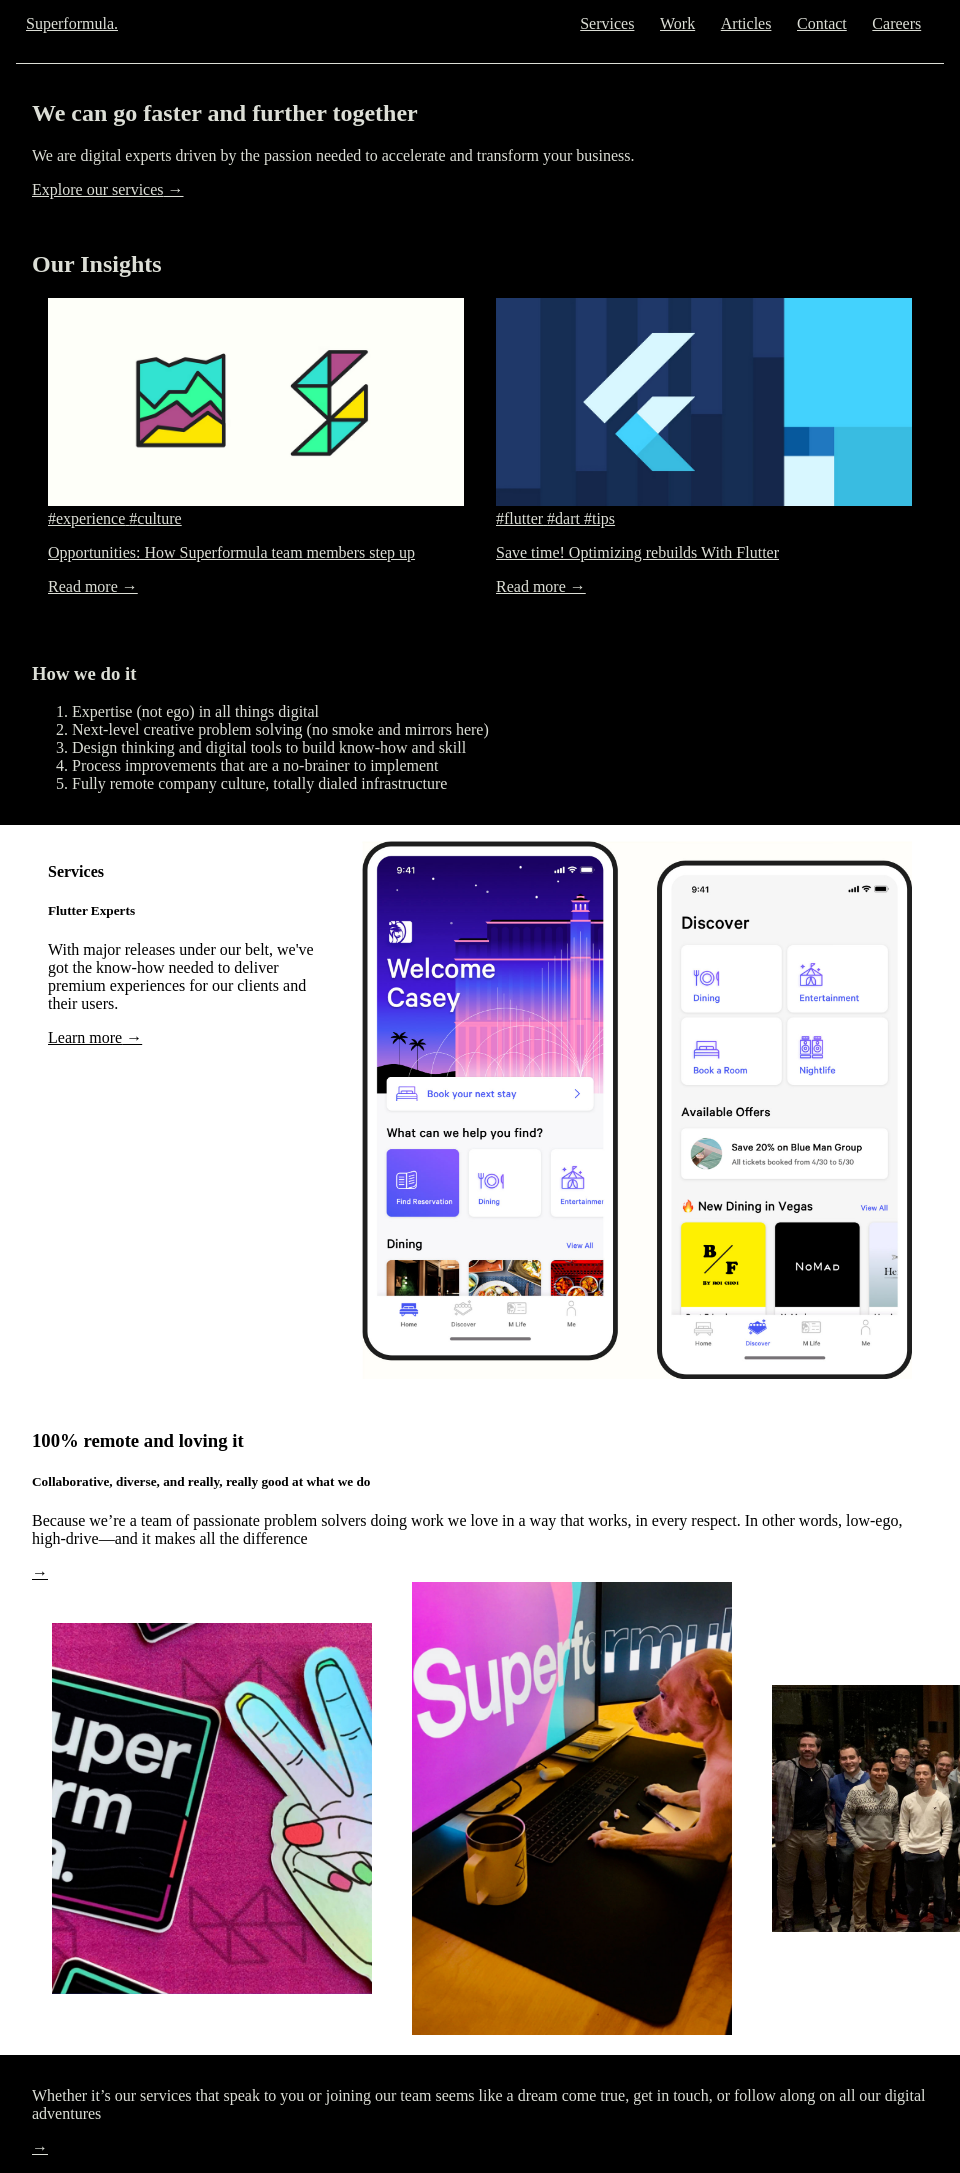 Superformula.
Services Work Articles Contact Careers
We can go faster and further together
We are digital experts driven by the passion needed to accelerate and transform your business.
Explore our services →
Our Insights
#experience #culture
Opportunities: How Superformula team members step up
Read more →
#flutter #dart #tips
Save time! Optimizing rebuilds With Flutter
Read more →
How we do it
1. Expertise (not ego) in all things digital
2. Next-level creative problem solving (no smoke and mirrors here)
3. Design thinking and digital tools to build know-how and skill
4. Process improvements that are a no-brainer to implement
5. Fully remote company culture, totally dialed infrastructure
Services
Flutter Experts
With major releases under our belt, we've
got the know-how needed to deliver
premium experiences for our clients and
their users.
Learn more →
9:41
Welcome
Casey
Book your next stay
What can we help you find?
Find Reservation
Dining
Entertainmen
Dining
View All
Home
Discover
M Life
Me
9:41
Discover
Dining
Entertainment
Book a Room
Nightlife
Available Offers
Save 20% on Blue Man Group
All tickets booked from 4/30 to 5/30
🔥 New Dining in Vegas
View All
B/F
BY ROI CHOI
NOMAD
He
Home
Discover
M Life
Me
100% remote and loving it
Collaborative, diverse, and really, really good at what we do
Because we’re a team of passionate problem solvers doing work we love in a way that works, in every respect. In other words, low-ego,
high-drive—and it makes all the difference
→
uper
rm
a.
Superformul
Whether it’s our services that speak to you or joining our team seems like a dream come true, get in touch, or follow along on all our digital
adventures
→